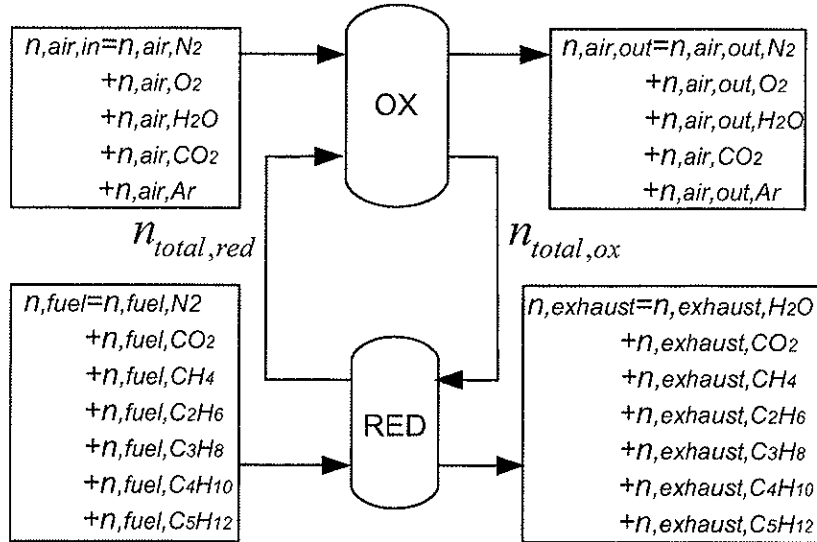 n,air,in=n,air,N2
+n,air,O2
+n,air,H2O
+n,air,CO2
+n,air,Ar
OX
n,air,out=n,air,out,N2
+n,air,out,O2
+n,air,out,H2O
+n,air,CO2
+n,air,out,Ar
ntotal,red
ntotal,ox
n,fuel=n,fuel,N2
+n,fuel,CO2
+n,fuel,CH4
+n,fuel,C2H6
+n,fuel,C3H8
+n,fuel,C4H10
+n,fuel,C5H12
RED
n,exhaust=n,exhaust,H2O
+n,exhaust,CO2
+n,exhaust,CH4
+n,exhaust,C2H6
+n,exhaust,C3H8
+n,exhaust,C4H10
+n,exhaust,C5H12